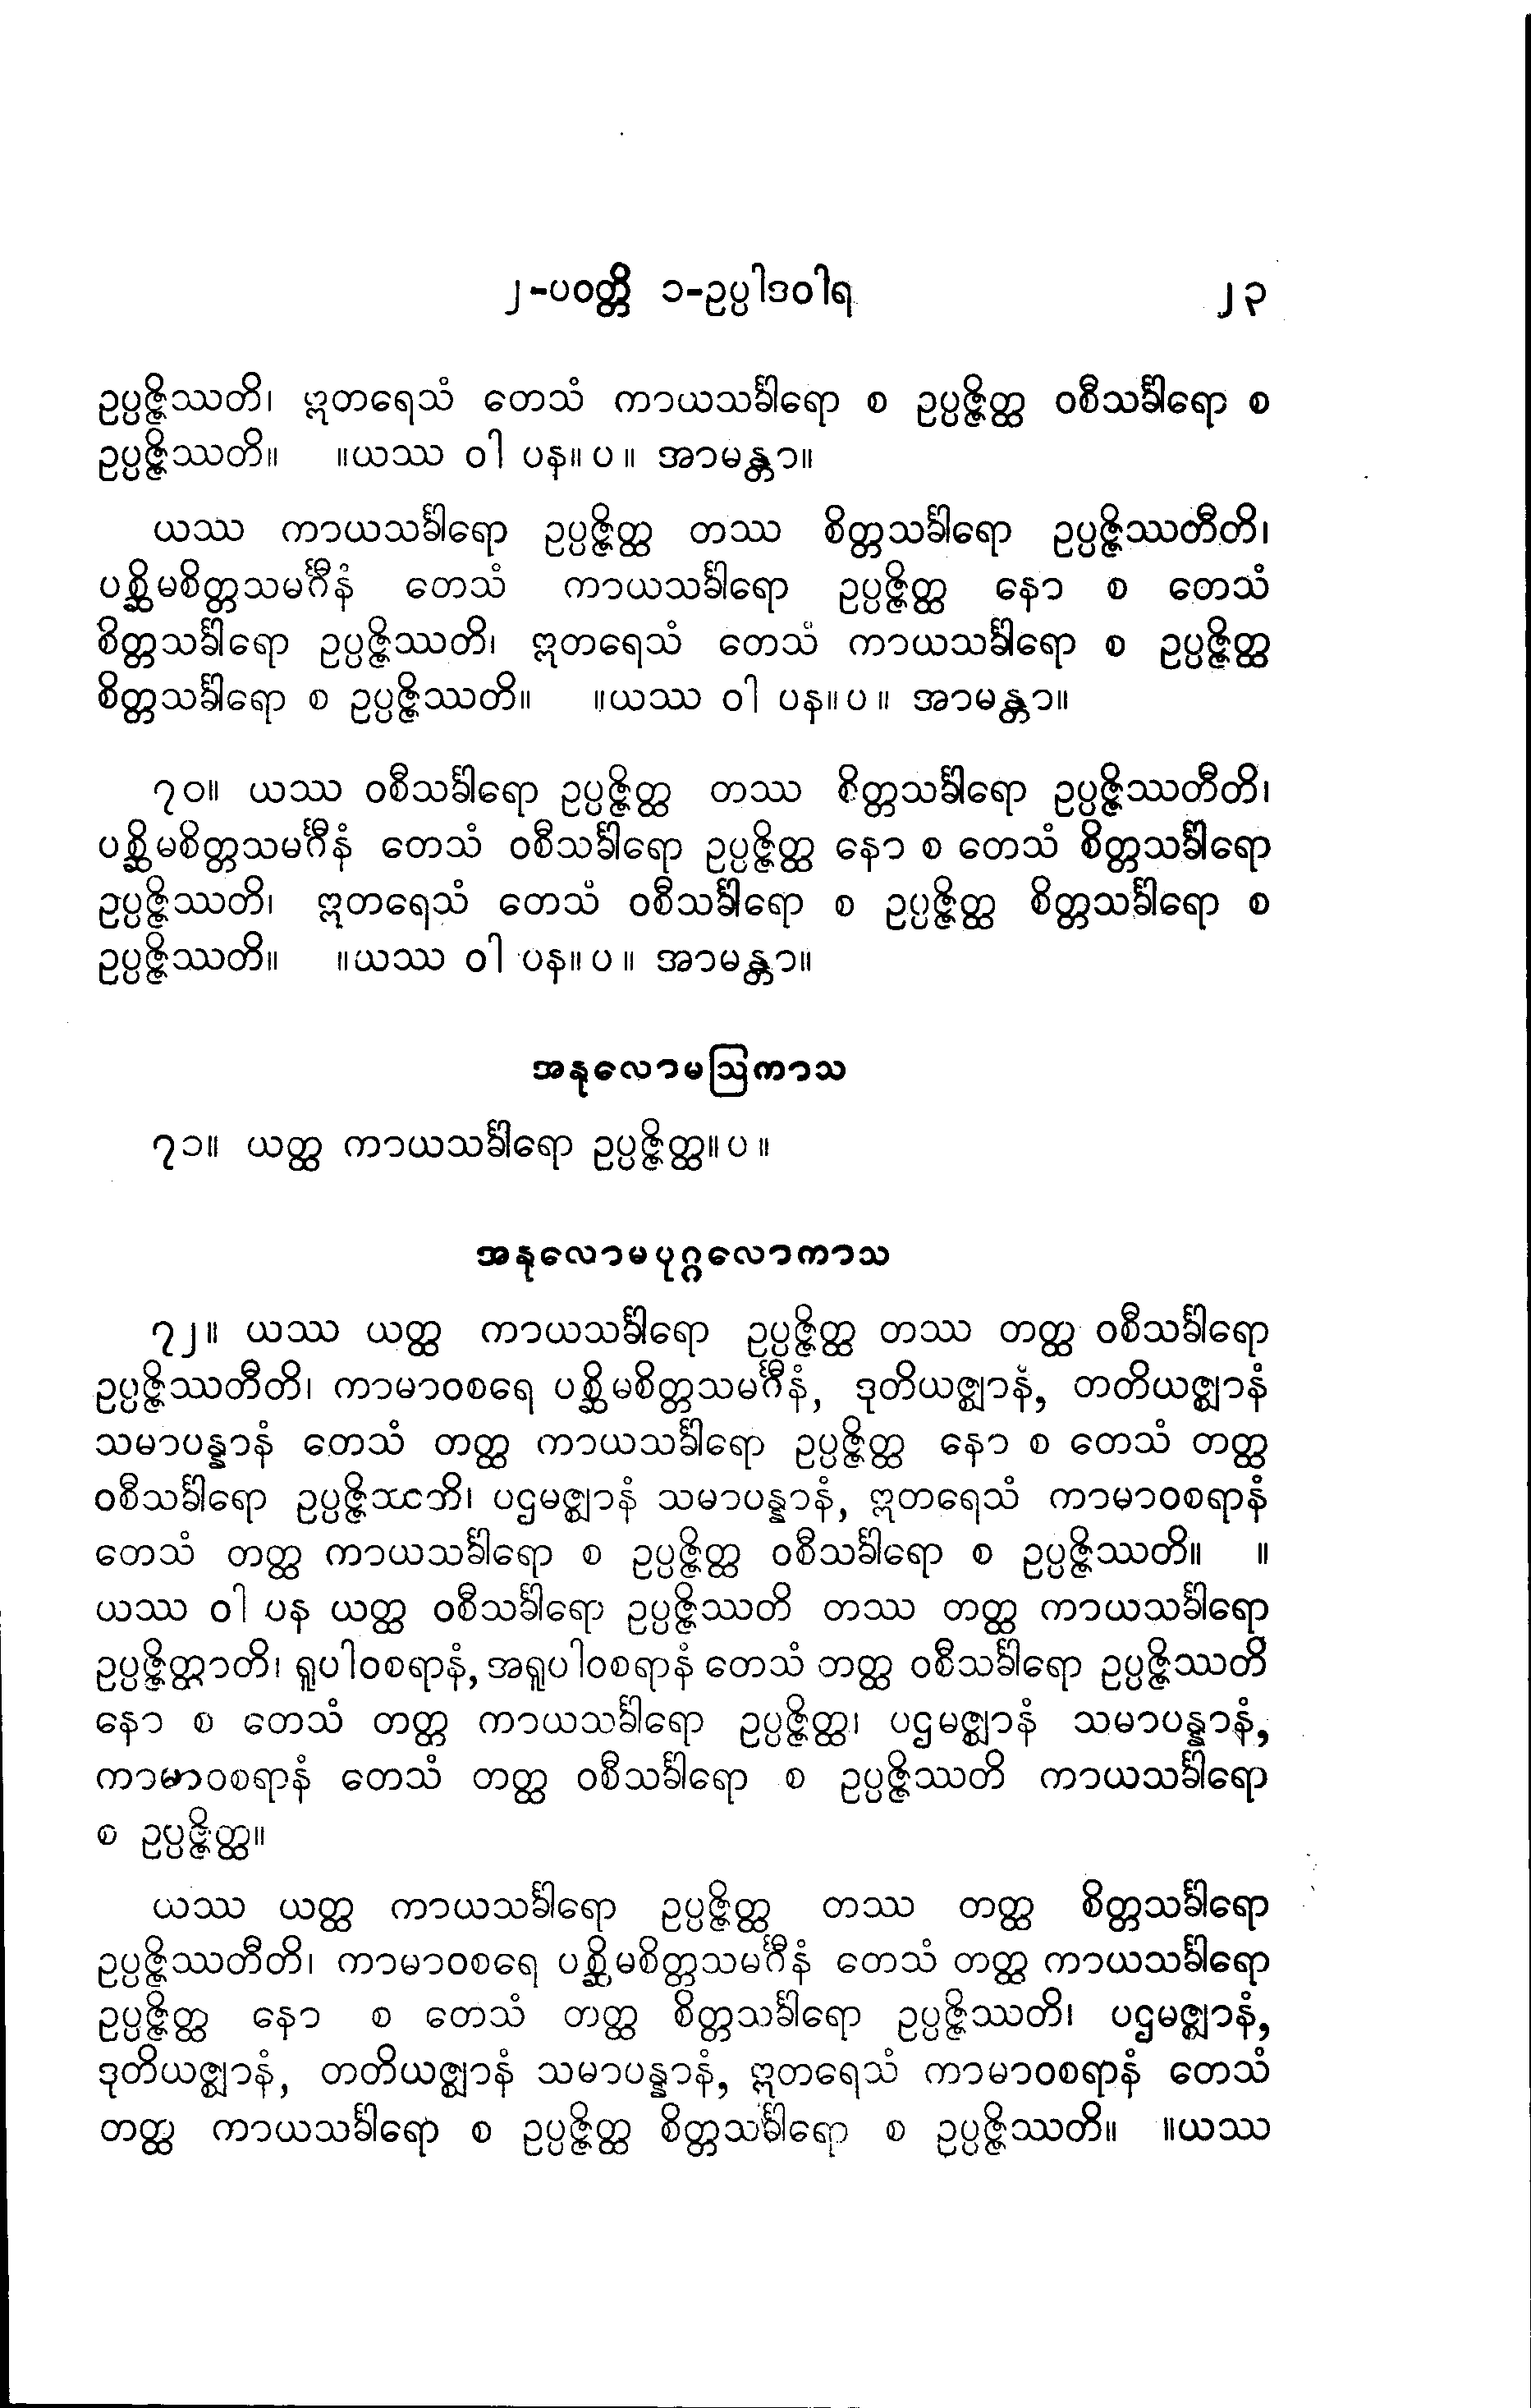 ၂-ပဝတ္တိ ၁-ဥပ္ပါဒဝါရ ၂၃
ဥပ္ပဇ္ဇိဿတိ၊ ဣတရေသံ တေသံ ကာယသင်္ခါရော စ ဥပ္ပဇ္ဇိတ္ထ ဝစီသင်္ခါရော စ
ဥပ္ပဇ္ဇိဿတိ။ ။ယဿ ဝါ ပန။ပ။ အာမန္တာ။
ယဿ ကာယသင်္ခါရော ဥပ္ပဇ္ဇိတ္ထ တဿ စိတ္တသင်္ခါရော ဥပ္ပဇ္ဇိဿတီတိ၊
ပစ္ဆိမစိတ္တသမင်္ဂီနံ တေသံ ကာယသင်္ခါရော ဥပ္ပဇ္ဇိတ္ထ နော စ တေသံ
စိတ္တသင်္ခါရော ဥပ္ပဇ္ဇိဿတိ၊ ဣတရေသံ တေသံ ကာယသင်္ခါရော စ ဥပ္ပဇ္ဇိတ္ထ
စိတ္တသင်္ခါရော စ ဥပ္ပဇ္ဇိဿတိ။ ။ယဿ ဝါ ပန။ပ။ အာမန္တာ။
၇၀။ ယဿ ဝစီသင်္ခါရော ဥပ္ပဇ္ဇိတ္ထ တဿ စိတ္တသင်္ခါရော ဥပ္ပဇ္ဇိဿတီတိ၊
ပစ္ဆိမစိတ္တသမင်္ဂီနံ တေသံ ဝစီသင်္ခါရော ဥပ္ပဇ္ဇိတ္ထ နော စ တေသံ စိတ္တသင်္ခါရော
ဥပ္ပဇ္ဇိဿတိ၊ ဣတရေသံ တေသံ ဝစီသင်္ခါရော စ ဥပ္ပဇ္ဇိတ္ထ စိတ္တသင်္ခါရော စ
ဥပ္ပဇ္ဇိဿတိ။ ။ယဿ ဝါ ပန။ပ။ အာမန္တာ။
အနုလောမဩကာသ
၇၁။ ယတ္ထ ကာယသင်္ခါရော ဥပ္ပဇ္ဇိတ္ထ။ပ။
အနုလောမပုဂ္ဂလောကာသ
၇၂။ ယဿ ယတ္ထ ကာယသင်္ခါရော ဥပ္ပဇ္ဇိတ္ထ တဿ တတ္ထ ဝစီသင်္ခါရော
ဥပ္ပဇ္ဇိဿတီတိ၊ ကာမာဝစရေ ပစ္ဆိမစိတ္တသမင်္ဂီနံ, ဒုတိယဇ္ဈာနံ, တတိယဇ္ဈာနံ
သမာပန္နာနံ တေသံ တတ္ထ ကာယသင်္ခါရော ဥပ္ပဇ္ဇိတ္ထ နော စ တေသံ တတ္ထ
ဝစီသင်္ခါရော ဥပ္ပဇ္ဇိဿတိ၊ ပဌမဇ္ဈာနံ သမာပန္နာနံ, ဣတရေသံ ကာမာဝစရာနံ
တေသံ တတ္ထ ကာယသင်္ခါရော စ ဥပ္ပဇ္ဇိတ္ထ ဝစီသင်္ခါရော စ ဥပ္ပဇ္ဇိဿတိ။ ။
ယဿ ဝါ ပန ယတ္ထ ဝစီသင်္ခါရော ဥပ္ပဇ္ဇိဿတိ တဿ တတ္ထ ကာယသင်္ခါရော
ဥပ္ပဇ္ဇိတ္ထာတိ၊ ရူပါဝစရာနံ, အရူပါဝစရာနံ တေသံ တတ္ထ ဝစီသင်္ခါရော ဥပ္ပဇ္ဇိဿတိ
နော စ တေသံ တတ္ထ ကာယသင်္ခါရော ဥပ္ပဇ္ဇိတ္ထ၊ ပဌမဇ္ဈာနံ သမာပန္နာနံ,
ကာမာဝစရာနံ တေသံ တတ္ထ ဝစီသင်္ခါရော စ ဥပ္ပဇ္ဇိဿတိ ကာယသင်္ခါရော
စ ဥပ္ပဇ္ဇိတ္ထ။
ယဿ ယတ္ထ ကာယသင်္ခါရော ဥပ္ပဇ္ဇိတ္ထ တဿ တတ္ထ စိတ္တသင်္ခါရော
ဥပ္ပဇ္ဇိဿတီတိ၊ ကာမာဝစရေ ပစ္ဆိမစိတ္တသမင်္ဂီနံ တေသံ တတ္ထ ကာယသင်္ခါရော
ဥပ္ပဇ္ဇိတ္ထ နော စ တေသံ တတ္ထ စိတ္တသင်္ခါရော ဥပ္ပဇ္ဇိဿတိ၊ ပဌမဇ္ဈာနံ,
ဒုတိယဇ္ဈာနံ, တတိယဇ္ဈာနံ သမာပန္နာနံ, ဣတရေသံ ကာမာဝစရာနံ တေသံ
တတ္ထ ကာယသင်္ခါရော စ ဥပ္ပဇ္ဇိတ္ထ စိတ္တသင်္ခါရော စ ဥပ္ပဇ္ဇိဿတိ။ ။ယဿ